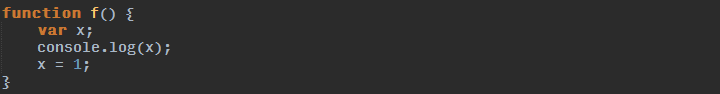 function f() {
    var x;
    console.log(x);
    x = 1;
}